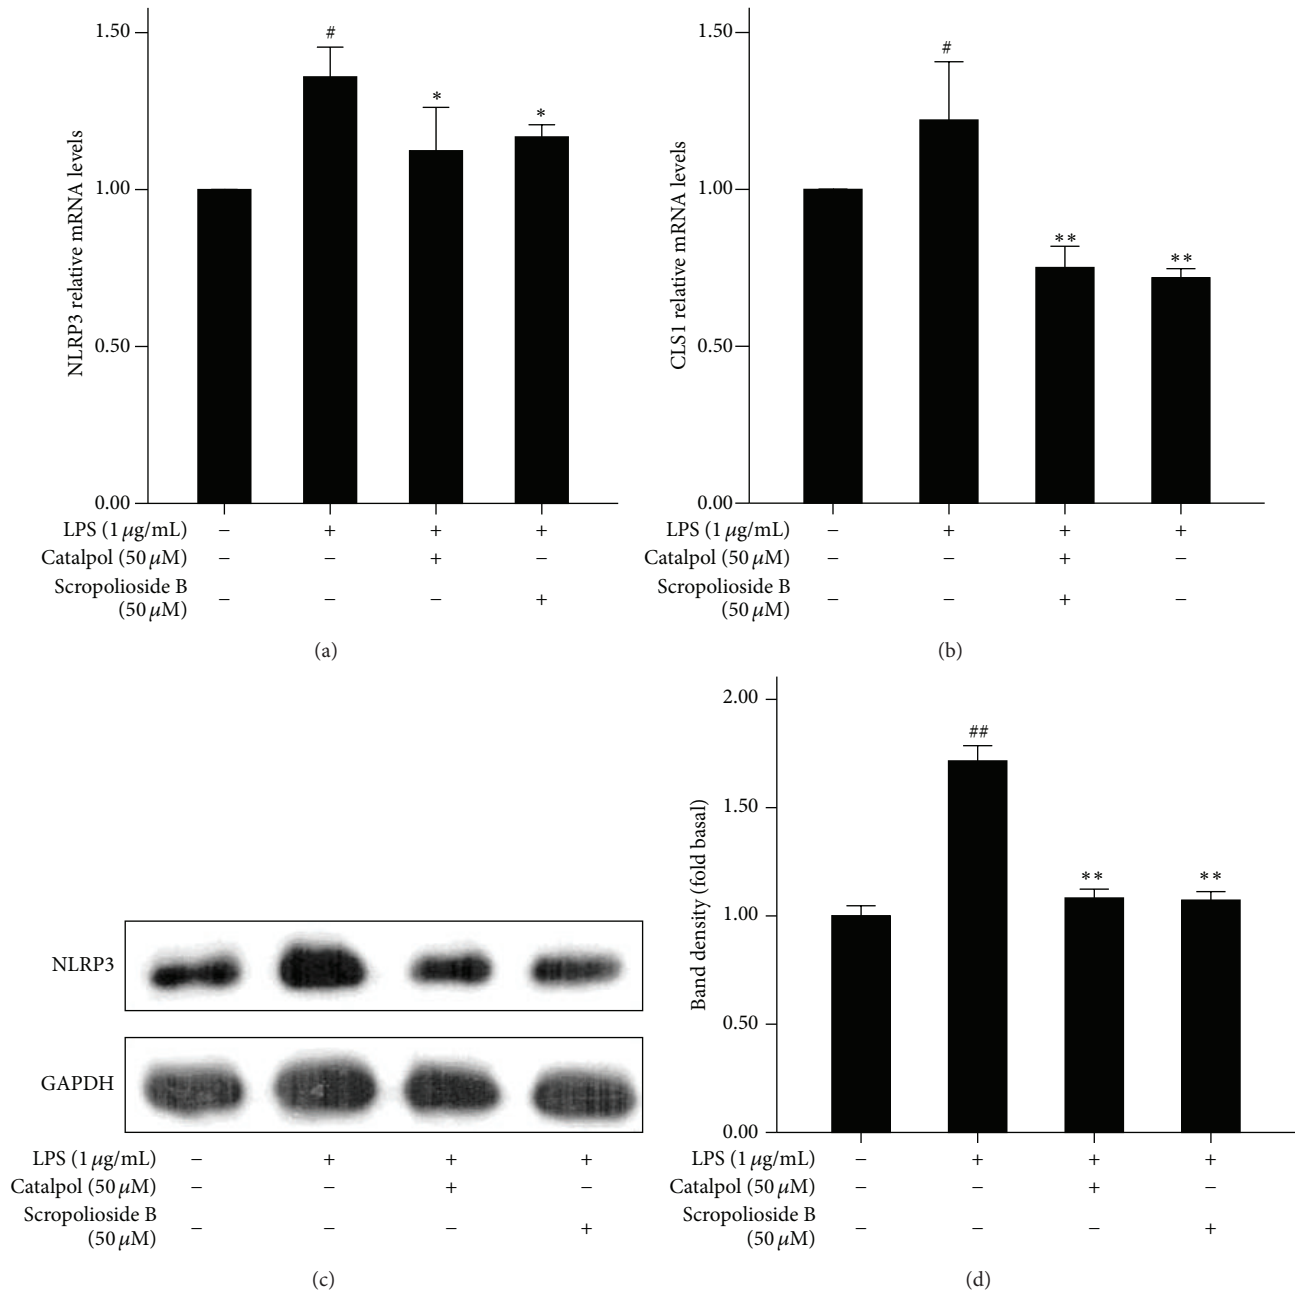 NLRP3 relative mRNA levels
1.50
1.00
0.50
0.00
#
*
*
LPS (1 μg/mL) − + + +
Catalpol (50 μM) − − + −
Scropolioside B
(50 μM) − − − +
(a)
CLS1 relative mRNA levels
1.50
1.00
0.50
0.00
#
**
**
LPS (1 μg/mL) − + + +
Catalpol (50 μM) − − + −
Scropolioside B
(50 μM) − − + −
(b)
NLRP3
GAPDH
LPS (1 μg/mL) − + + +
Catalpol (50 μM) − − + −
Scropolioside B
(50 μM) − − − +
(c)
Band density (fold basal)
2.00
1.50
1.00
0.50
0.00
##
**
**
LPS (1 μg/mL) − + + +
Catalpol (50 μM) − − + −
Scropolioside B
(50 μM) − − − +
(d)